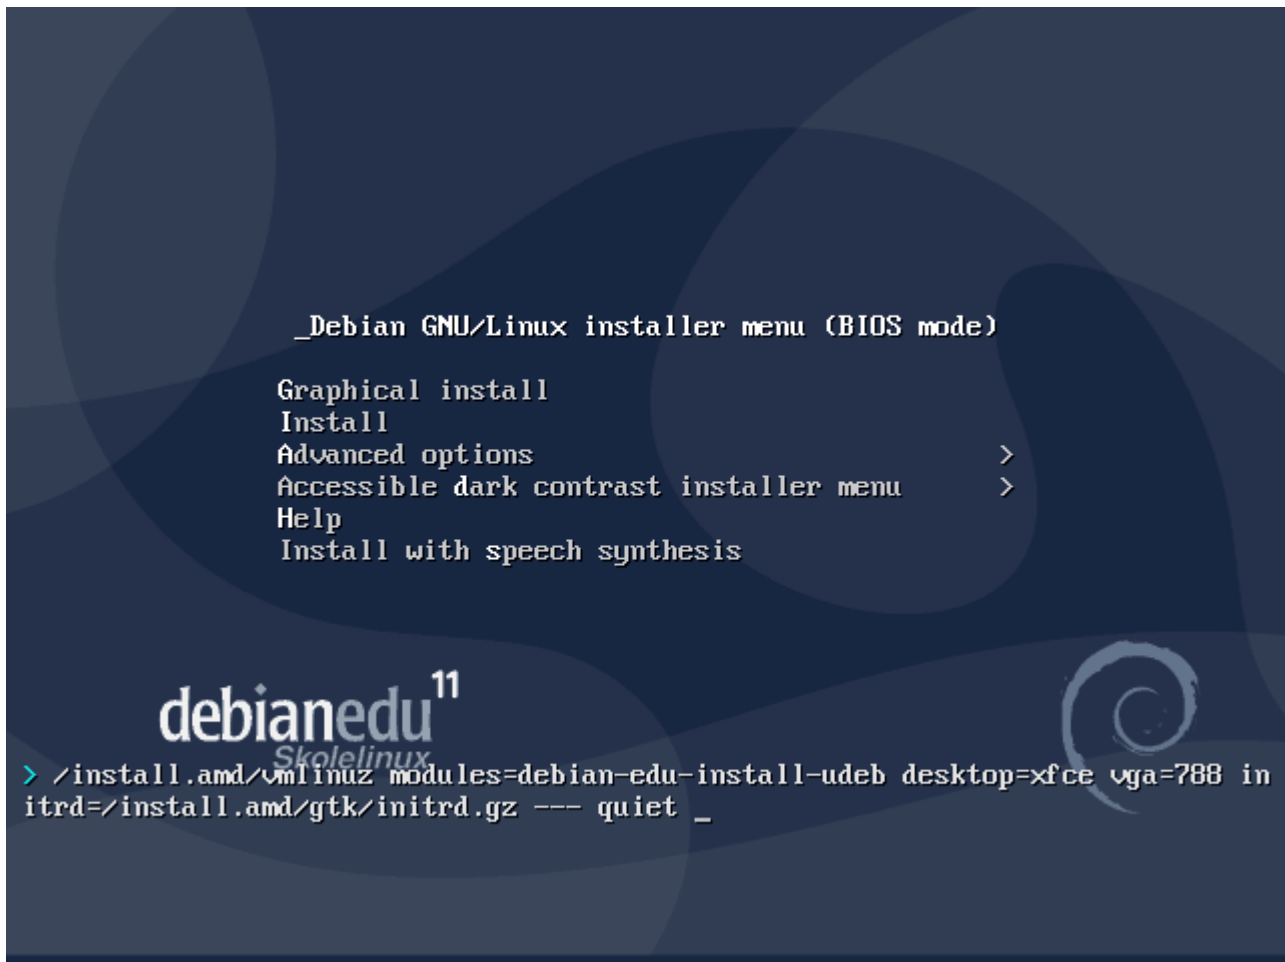 _Debian GNU/Linux installer menu (BIOS mode)
Graphical install
Install
Advanced options >
Accessible dark contrast installer menu >
Help
Install with speech synthesis
debianedu 11
Skolelinux
> /install.amd/vmlinuz modules=debian-edu-install-udeb desktop=xfce vga=788 in
itrd=/install.amd/gtk/initrd.gz --- quiet _